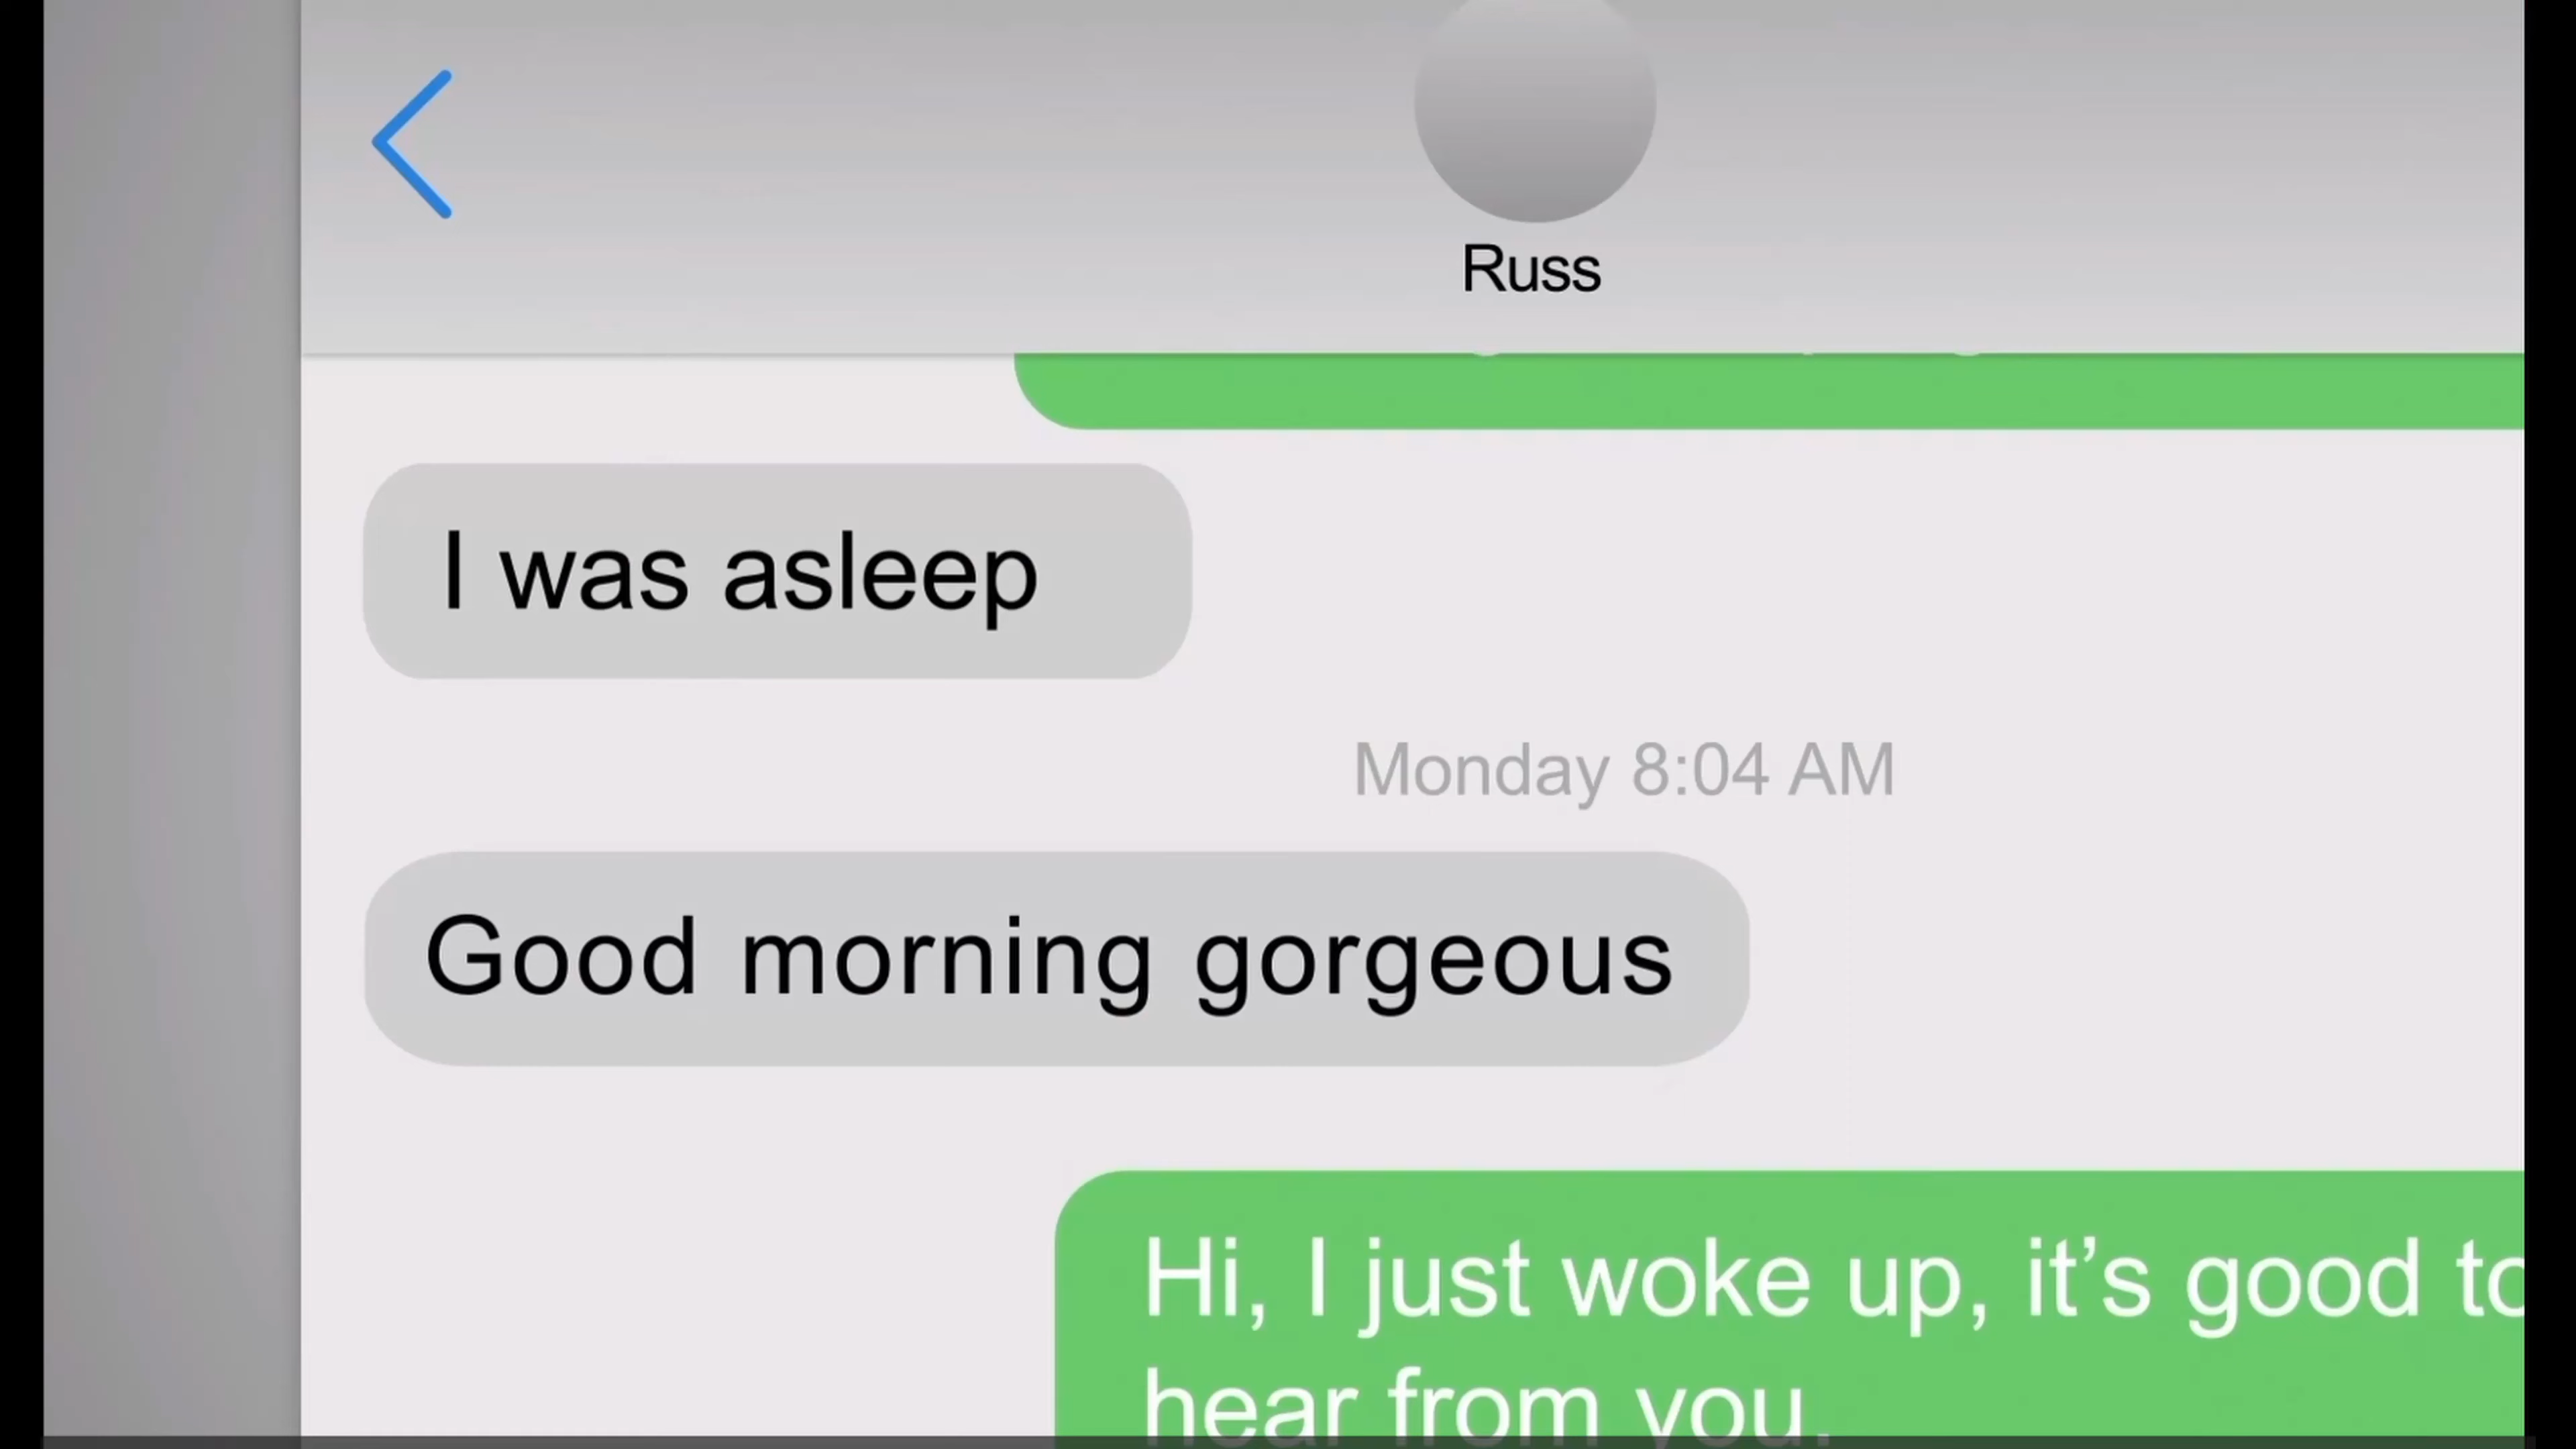 Russ
I was asleep
Monday 8:04 AM
Good morning gorgeous
Hi, I just woke up, it’s good to
hear from you.